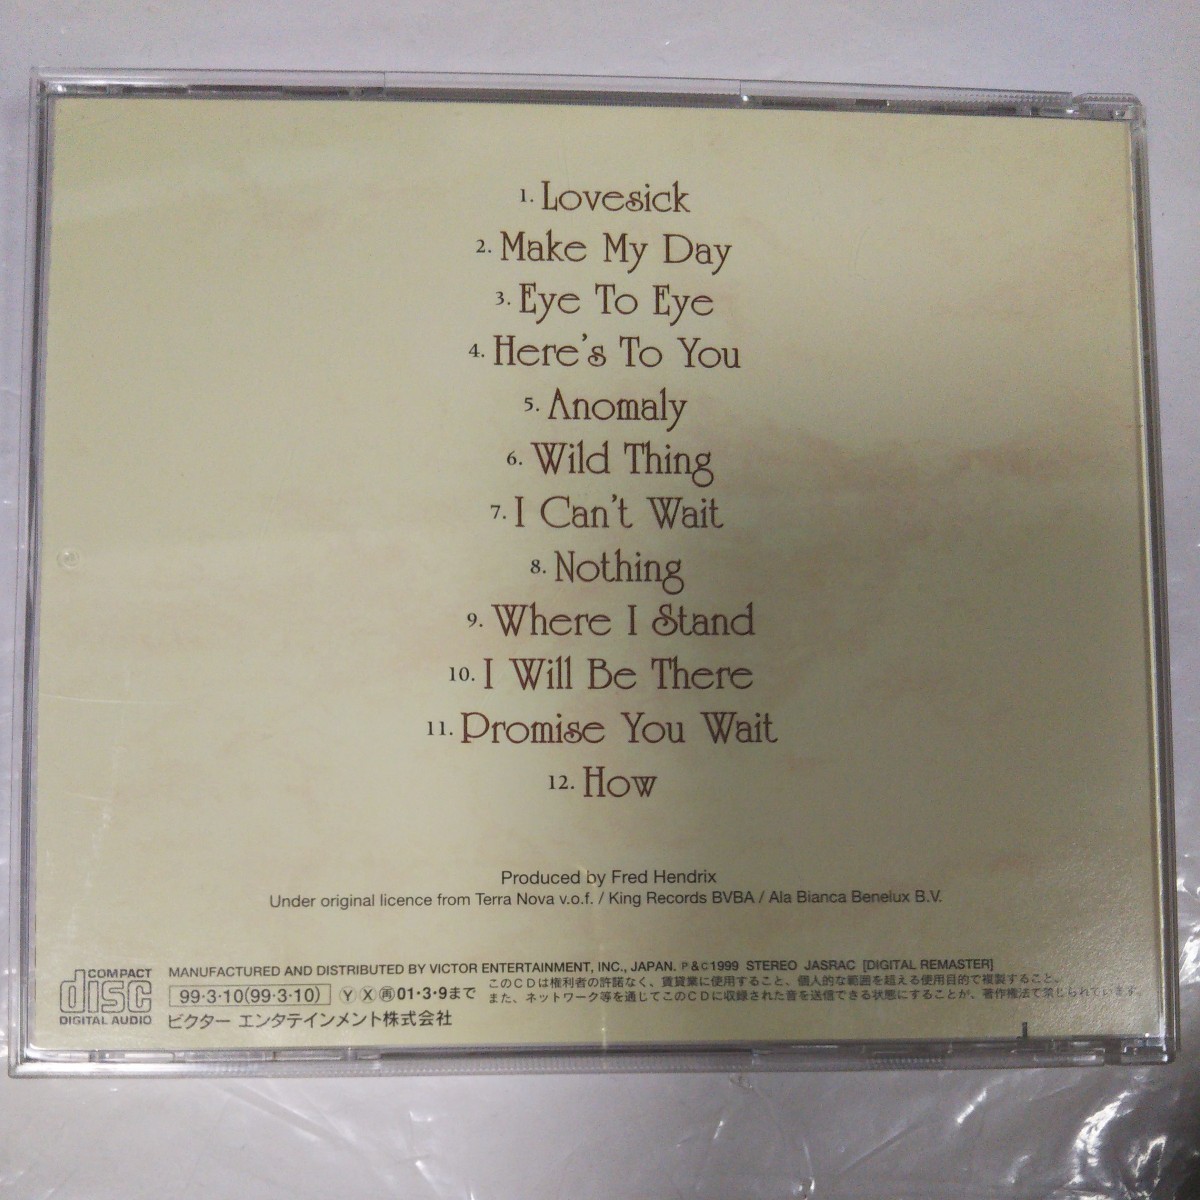 1. Lovesick
2. Make My Day
3. Eye To Eye
4. Here's To You
5. Anomaly
6. Wild Thing
7. I Can't Wait
8. Nothing
9. Where I Stand
10. I Will Be There
11. Promise You Wait
12. How
Produced by Fred Hendrix
Under original licence from Terra Nova v.o.f. / King Records BVBA / Ala Bianca Benelux B.V.
COMPACT
disc
DIGITAL AUDIO
MANUFACTURED AND DISTRIBUTED BY VICTOR ENTERTAINMENT, INC., JAPAN. P & C 1999 STEREO JASRAC [DIGITAL REMASTER]
99・3・10(99・3・10) Ⓨ Ⓧ ㊢01・3・9まで
ビクター エンタテインメント株式会社
このCDは権利者の許諾なく、賃貸業に使用すること、個人的な範囲を超える使用目的で複製すること、
また、ネットワーク等を通じてこのCDに収録された音を送信できる状態にすることが、著作権法で禁じられています。